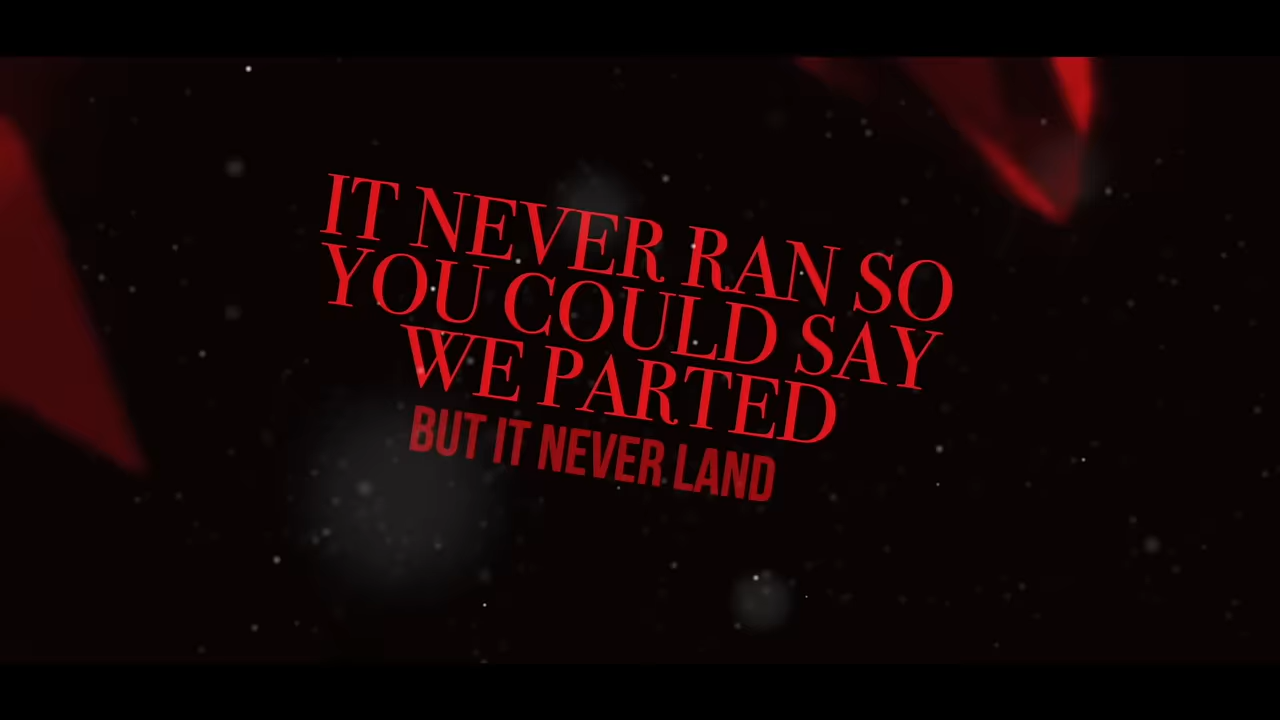 IT NEVER RAN SO
YOU COULD SAY
WE PARTED
BUT IT NEVER LAND